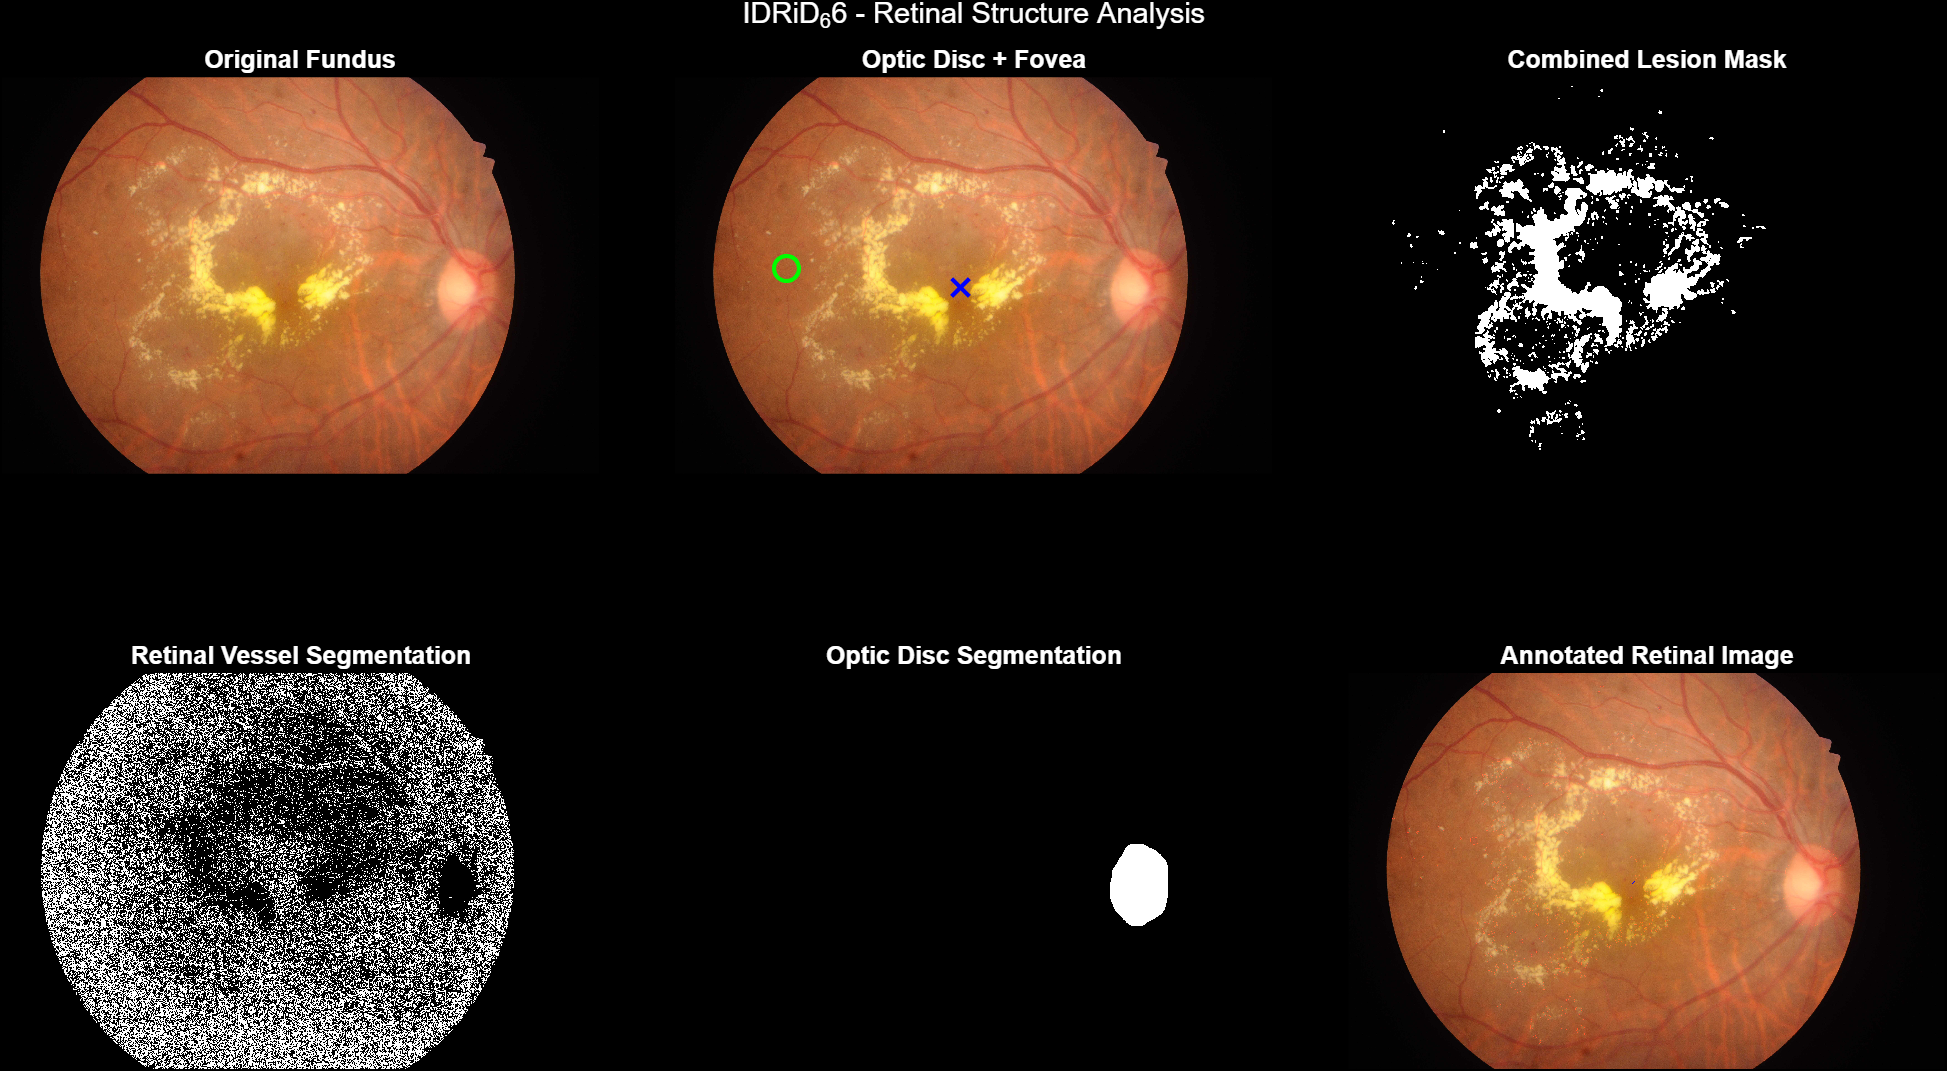 IDRiD₆6 - Retinal Structure Analysis
Original Fundus
Optic Disc + Fovea
Combined Lesion Mask
Retinal Vessel Segmentation
Optic Disc Segmentation
Annotated Retinal Image